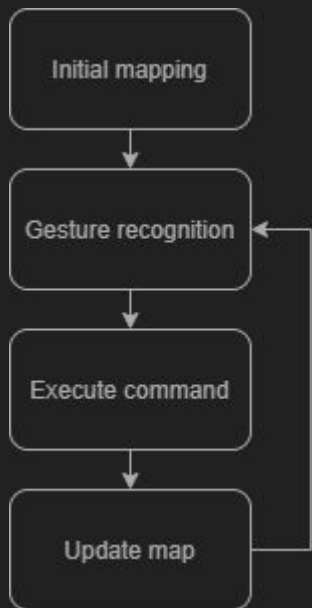 Initial mapping
Gesture recognition
Execute command
Update map